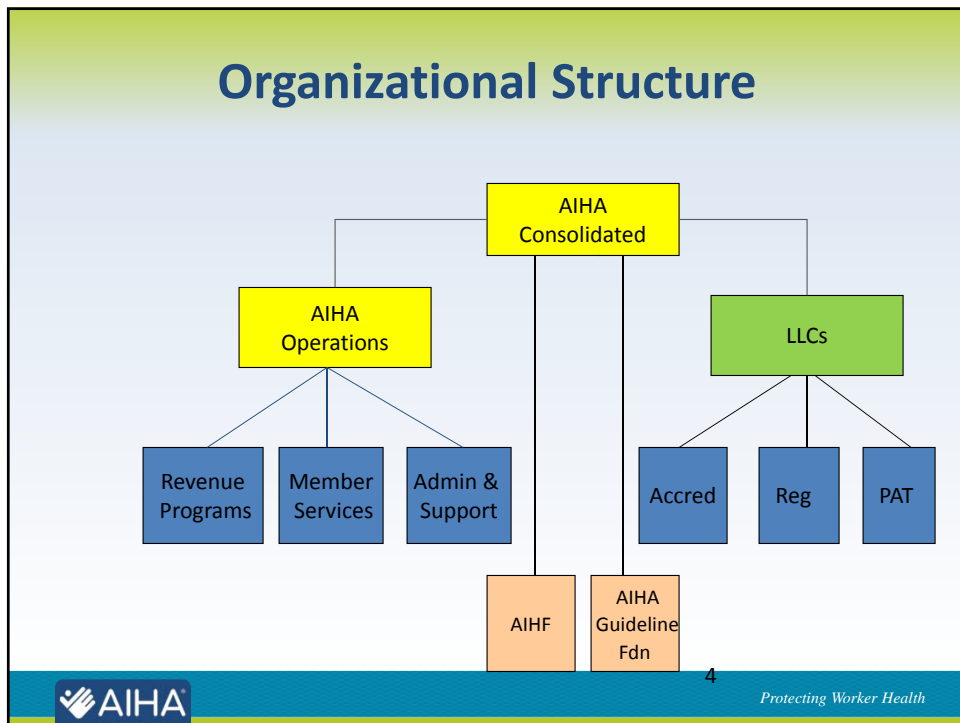 Organizational Structure
AIHA
Consolidated
AIHA
Operations
LLCs
Revenue
Programs
Member
Services
Admin &
Support
Accred
Reg
PAT
AIHF
AIHA
Guideline
Fdn
4
AIHA®
Protecting Worker Health